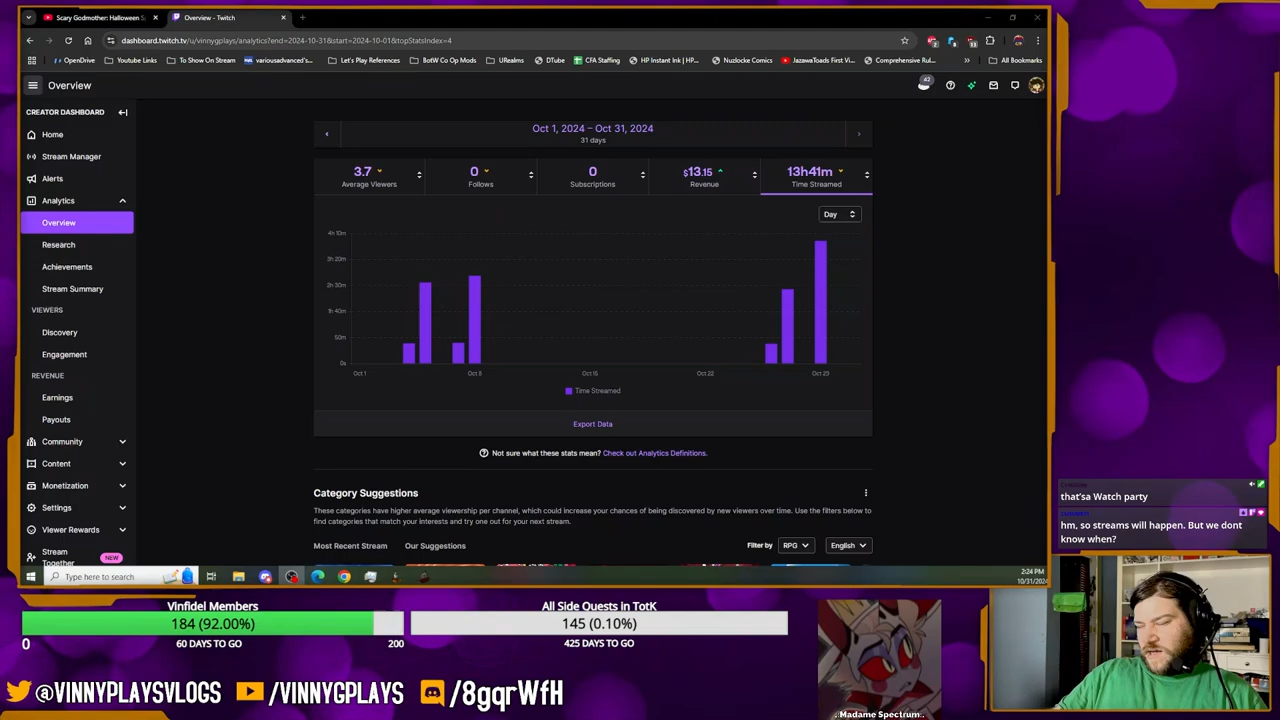 Scary Godmother: Halloween S
Overview - Twitch
dashboard.twitch.tv/u/vinnygplays/analytics?end=2024-10-31&start=2024-10-01&topStatsIndex=4
OpenDrive
Youtube Links
To Show On Stream
variousadvanced's...
Let's Play References
BotW Co Op Mods
URealms
DTube
CFA Staffing
HP Instant Ink | HP...
Nuzlocke Comics
JazawaToads First Vi...
Comprehensive Rul...
All Bookmarks
Overview
42
CREATOR DASHBOARD
Home
Stream Manager
Alerts
Analytics
Overview
Research
Achievements
Stream Summary
VIEWERS
Discovery
Engagement
REVENUE
Earnings
Payouts
Community
Content
Monetization
Settings
Viewer Rewards
Stream Together
NEW
Oct 1, 2024 – Oct 31, 2024
31 days
3.7
Average Viewers
0
Follows
0
Subscriptions
$13.15
Revenue
13h41m
Time Streamed
Day
4h 10m
3h 20m
2h 30m
1h 40m
50m
0s
Oct 1
Oct 8
Oct 15
Oct 22
Oct 29
Time Streamed
Export Data
Not sure what these stats mean? Check out Analytics Definitions.
Category Suggestions
These categories have higher average viewership per channel, which could increase your chances of being discovered by new viewers over time. Use the filters below to
find categories that match your interests and try one out for your next stream.
Most Recent Stream
Our Suggestions
Filter by
RPG
English
Type here to search
2:24 PM
10/31/2024
that'sa Watch party
hm, so streams will happen. But we dont
know when?
Vinfidel Members
184 (92.00%)
0
60 DAYS TO GO
200
All Side Quests in TotK
145 (0.10%)
425 DAYS TO GO
@VINNYPLAYSVLOGS
/VINNYGPLAYS
/8gqrWfH
.:Madame Spectrum:.